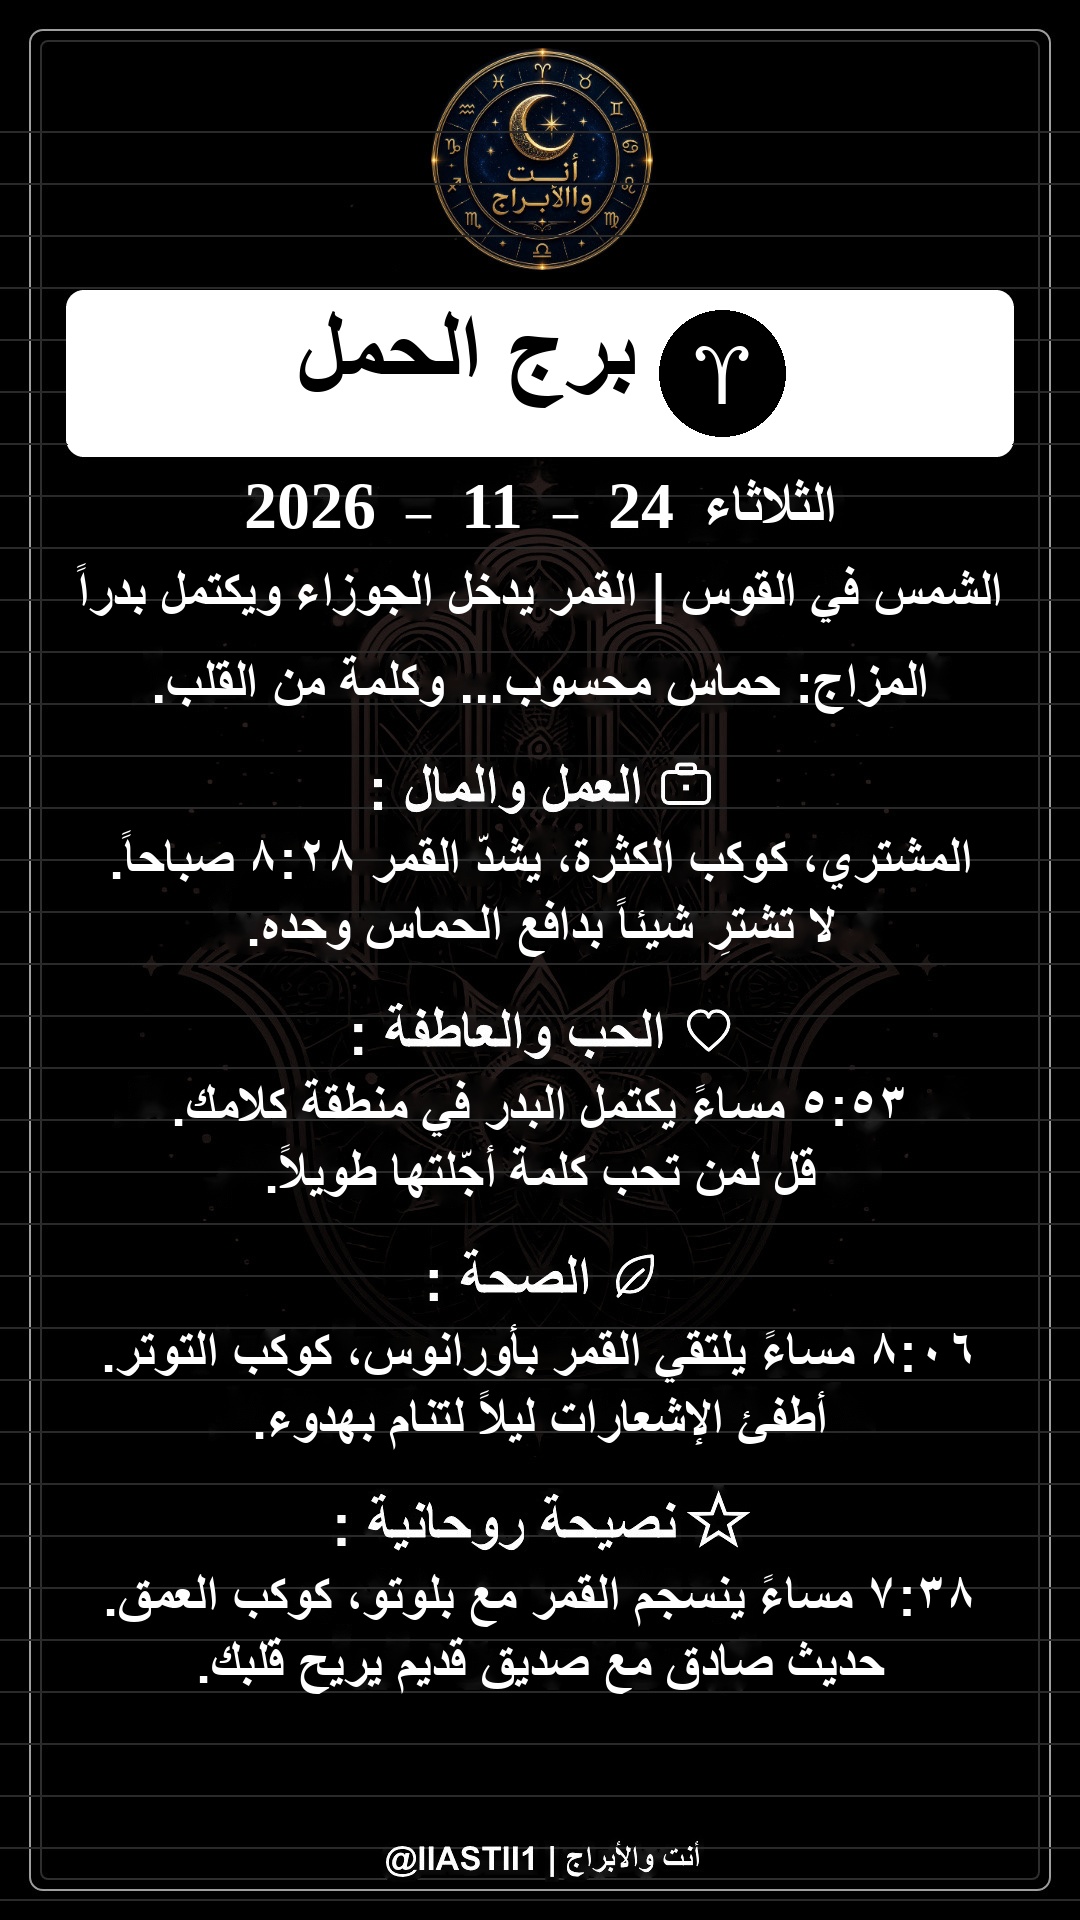 أنت
واالأبراج
برج الحمل
الثلاثاء 24 – 11 – 2026
الشمس في القوس | القمر يدخل الجوزاء ويكتمل بدراً
المزاج: حماس محسوب... وكلمة من القلب.
العمل والمال :
المشتري، كوكب الكثرة، يشدّ القمر ٨:٢٨ صباحاً.
لا تشترِ شيئاً بدافع الحماس وحده.
الحب والعاطفة :
٥:٥٣ مساءً يكتمل البدر في منطقة كلامك.
قل لمن تحب كلمة أجّلتها طويلاً.
الصحة :
٨:٠٦ مساءً يلتقي القمر بأورانوس، كوكب التوتر.
أطفئ الإشعارات ليلاً لتنام بهدوء.
نصيحة روحانية :
٧:٣٨ مساءً ينسجم القمر مع بلوتو، كوكب العمق.
حديث صادق مع صديق قديم يريح قلبك.
أنت والأبراج | @IIASTII1